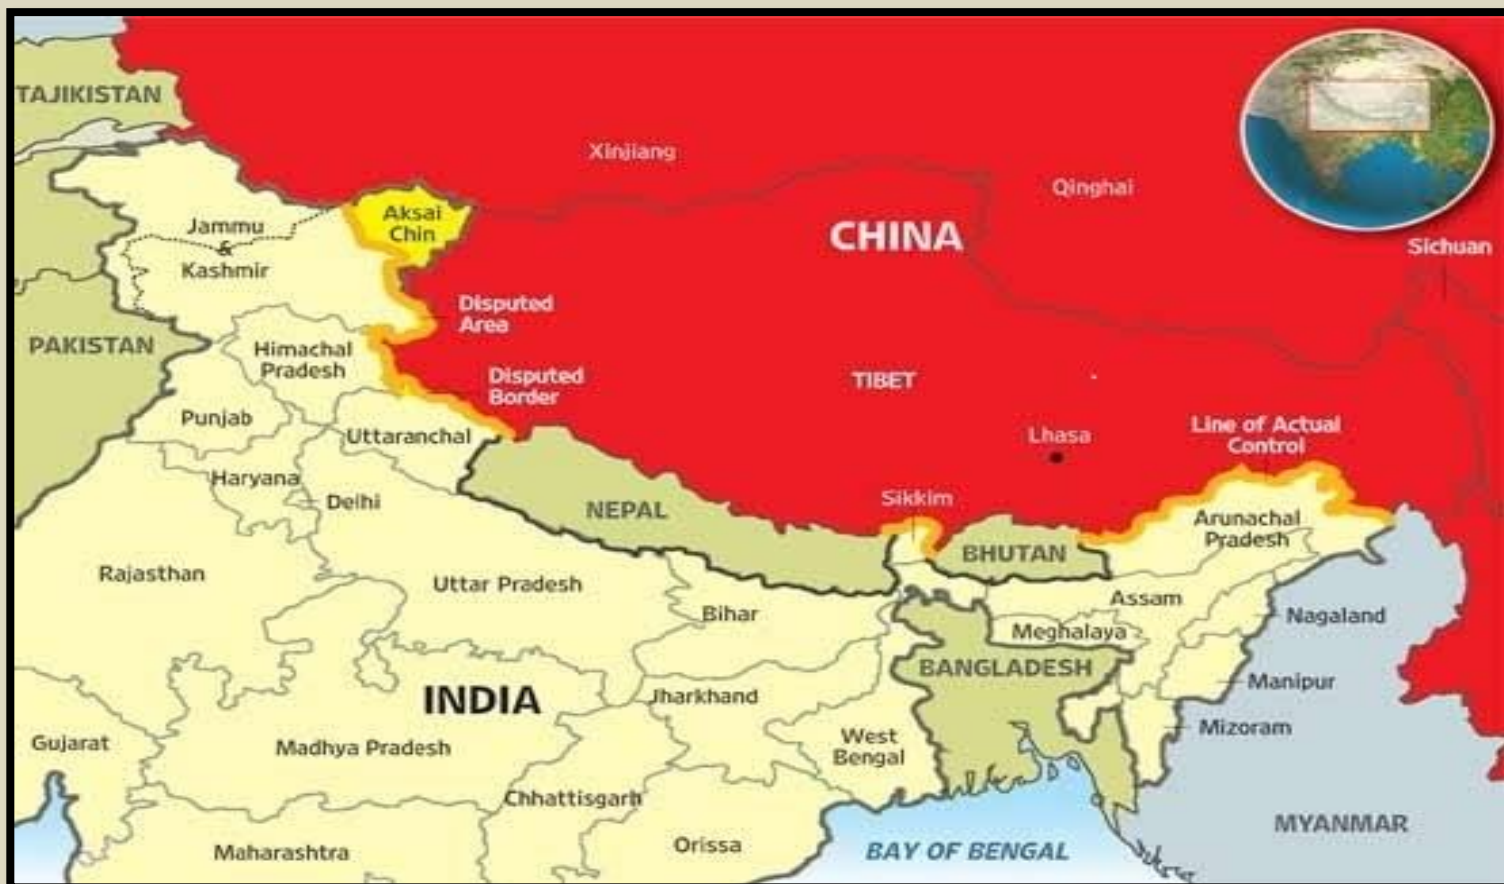 TAJIKISTAN
Xinjiang
Qinghai
Aksai
Chin
Jammu
&
Kashmir
CHINA
Sichuan
Disputed
Area
PAKISTAN
Himachal
Pradesh
Disputed
Border
TIBET
Punjab
Uttaranchal
Lhasa
Line of Actual
Control
Haryana
Delhi
NEPAL
Sikkim
Arunachal
Pradesh
BHUTAN
Rajasthan
Uttar Pradesh
Bihar
Assam
Nagaland
Meghalaya
BANGLADESH
INDIA
Jharkhand
Manipur
Gujarat
Madhya Pradesh
West
Bengal
Mizoram
Chhattisgarh
MYANMAR
Maharashtra
Orissa
BAY OF BENGAL